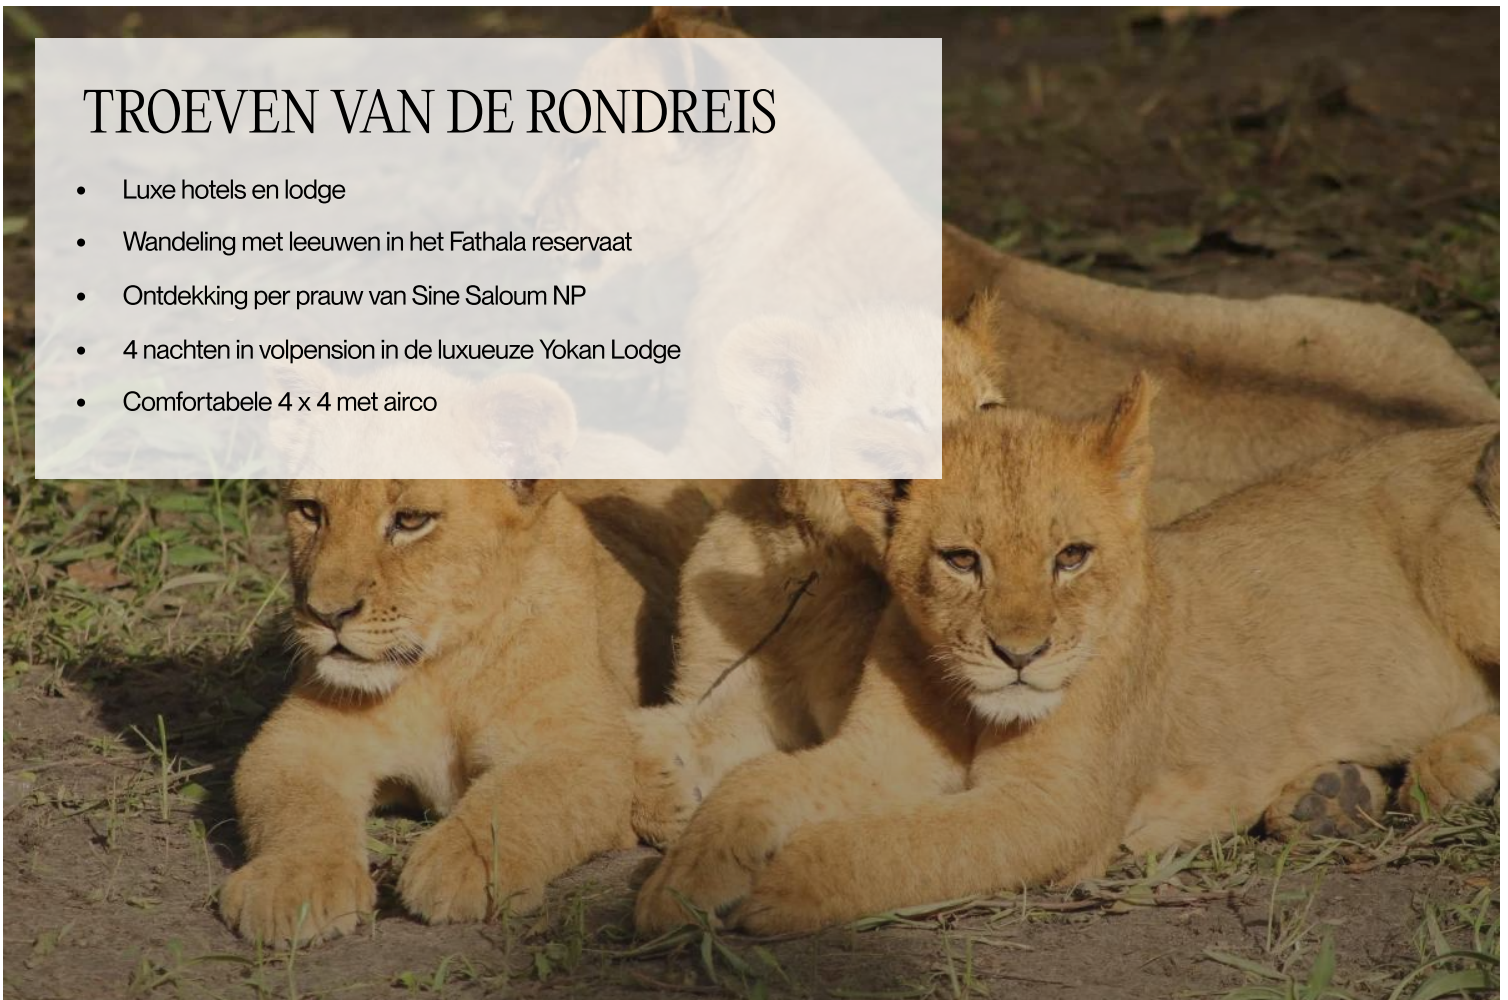 TROEVEN VAN DE RONDREIS
• Luxe hotels en lodge
• Wandeling met leeuwen in het Fathala reservaat
• Ontdekking per prauw van Sine Saloum NP
• 4 nachten in volpension in de luxueuze Yokan Lodge
• Comfortabele 4 x 4 met airco